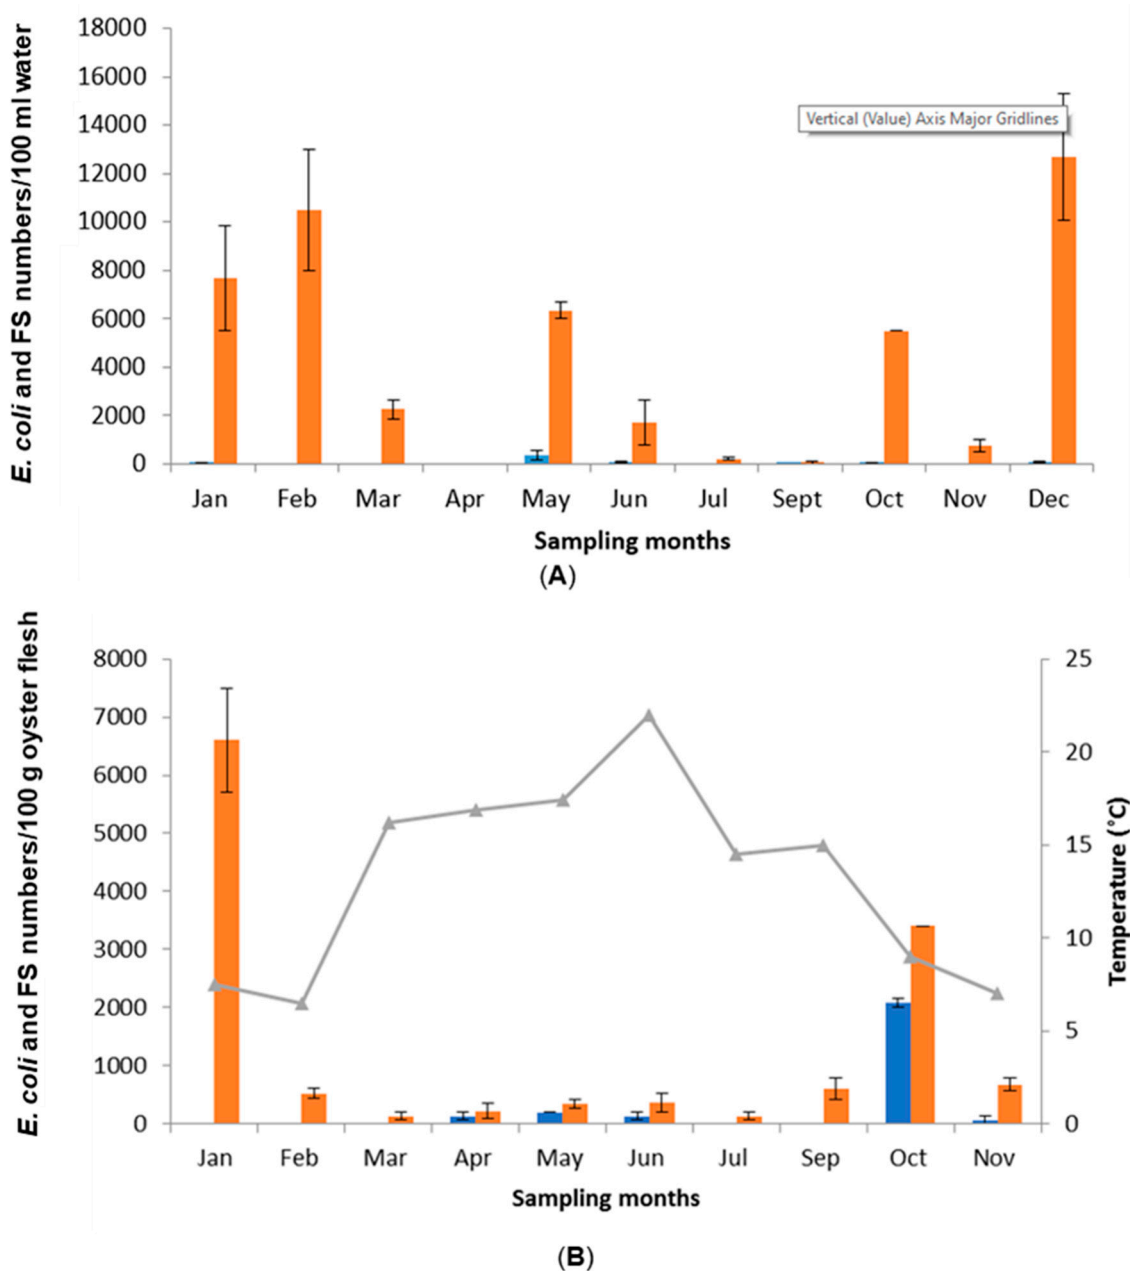 E. coli and FS numbers/100 ml water
18000
16000
14000
12000
10000
8000
6000
4000
2000
0
Vertical (Value) Axis Major Gridlines
Jan Feb Mar Apr May Jun Jul Sept Oct Nov Dec
Sampling months
(A)
E. coli and FS numbers/100 g oyster flesh
8000
7000
6000
5000
4000
3000
2000
1000
0
25
20
15
10
5
0
Temperature (°C)
Jan Feb Mar Apr May Jun Jul Sep Oct Nov
Sampling months
(B)